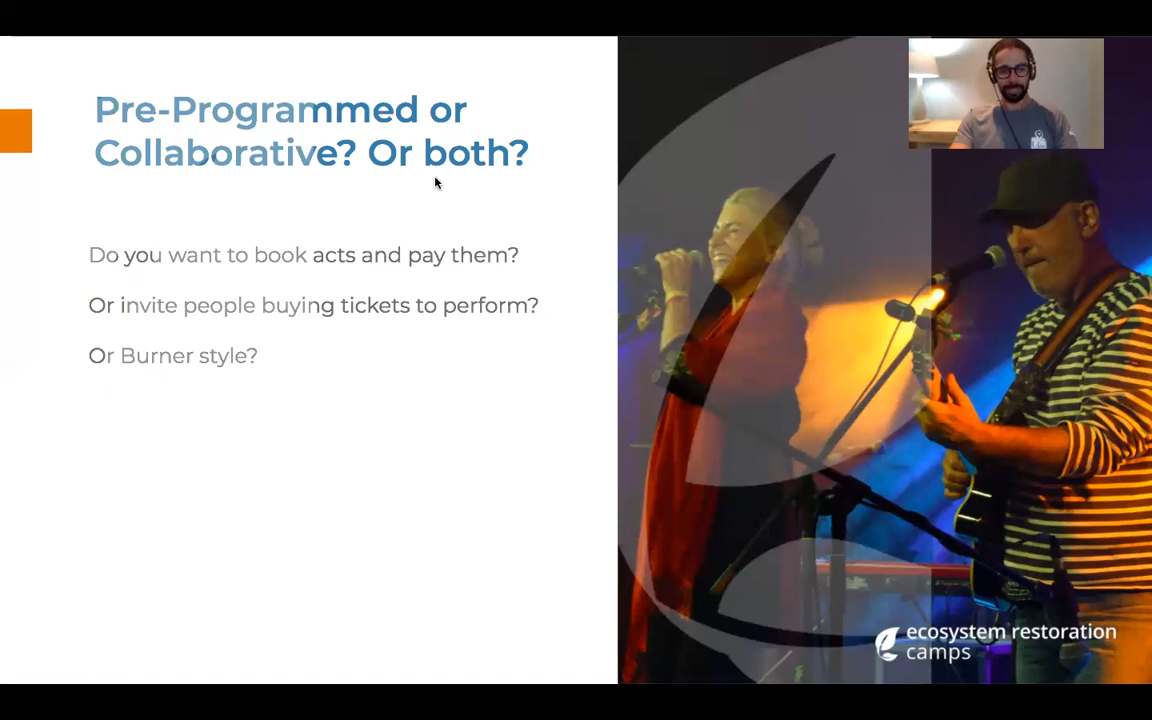 Pre-Programmed or
Collaborative? Or both?
Do you want to book acts and pay them?
Or invite people buying tickets to perform?
Or Burner style?
ecosystem restoration
camps